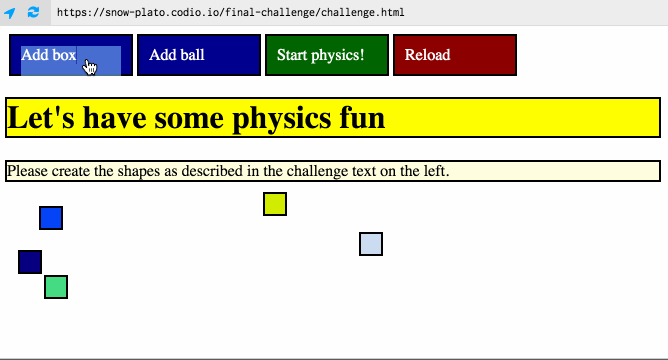 https://snow-plato.codio.io/final-challenge/challenge.html
Add box Add ball Start physics! Reload
Let's have some physics fun
Please create the shapes as described in the challenge text on the left.